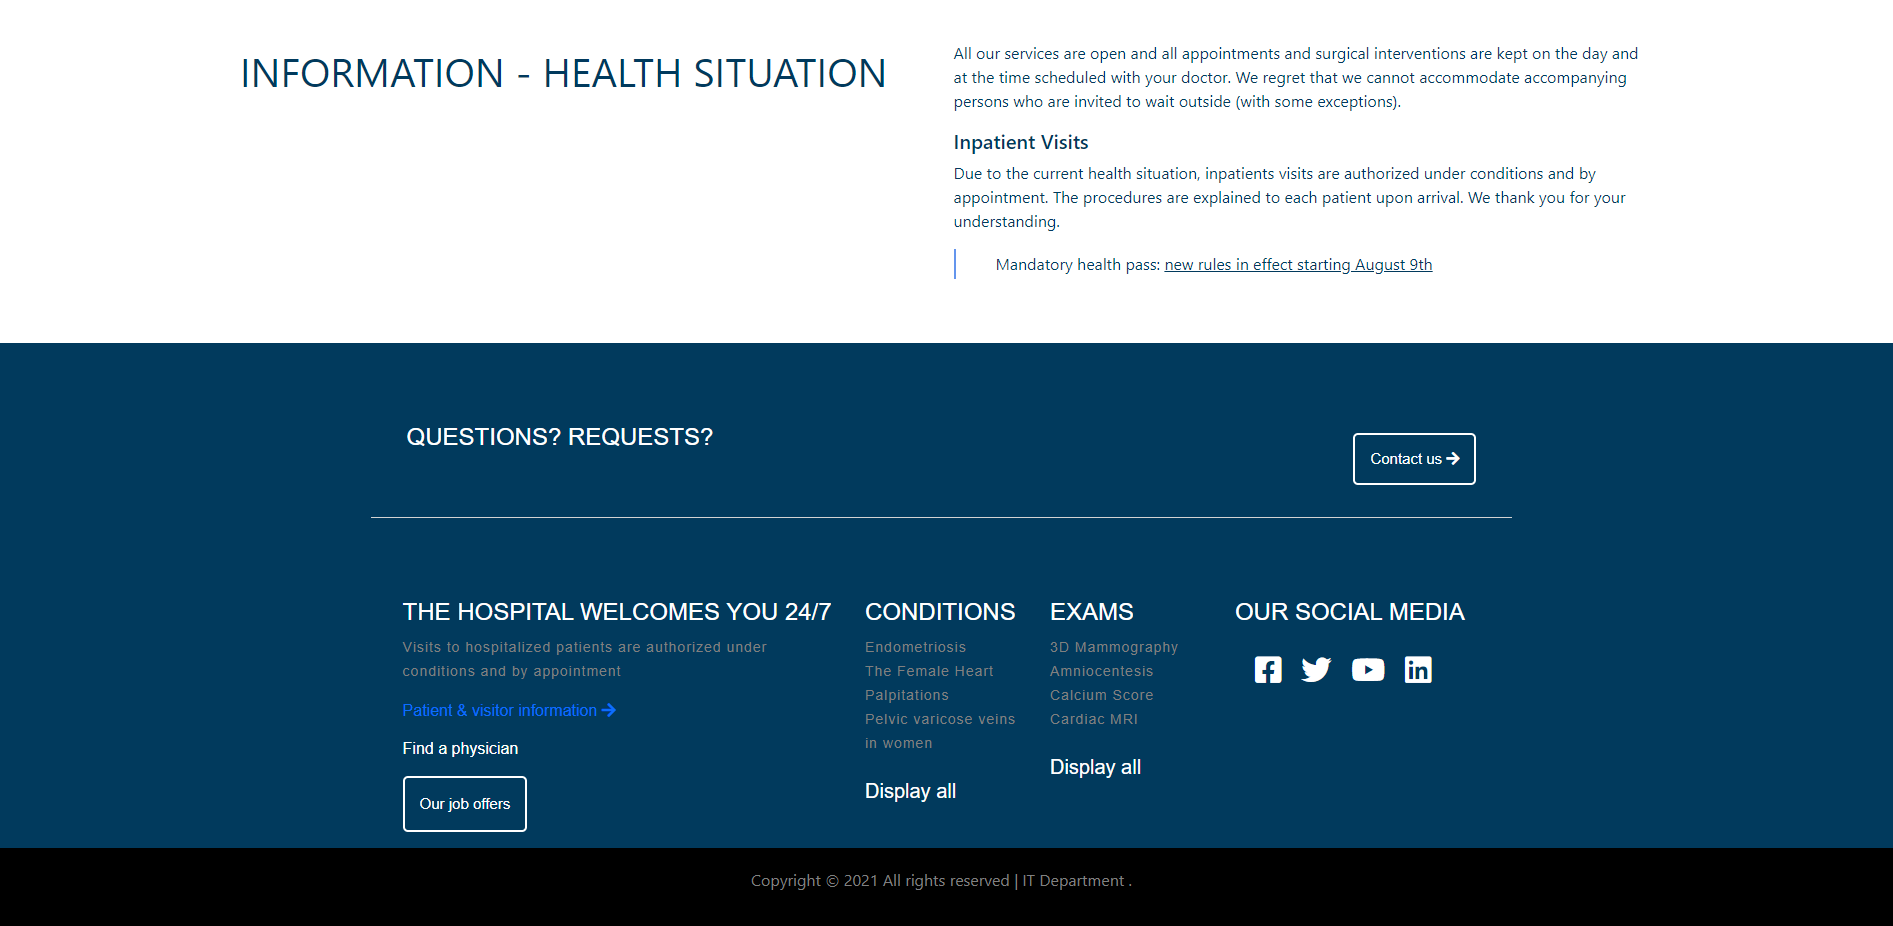 INFORMATION - HEALTH SITUATION
All our services are open and all appointments and surgical interventions are kept on the day and
at the time scheduled with your doctor. We regret that we cannot accommodate accompanying
persons who are invited to wait outside (with some exceptions).
Inpatient Visits
Due to the current health situation, inpatients visits are authorized under conditions and by
appointment. The procedures are explained to each patient upon arrival. We thank you for your
understanding.
Mandatory health pass: new rules in effect starting August 9th
QUESTIONS? REQUESTS?
Contact us
THE HOSPITAL WELCOMES YOU 24/7
Visits to hospitalized patients are authorized under
conditions and by appointment
Patient & visitor information
Find a physician
Our job offers
CONDITIONS
Endometriosis
The Female Heart
Palpitations
Pelvic varicose veins
in women
Display all
EXAMS
3D Mammography
Amniocentesis
Calcium Score
Cardiac MRI
Display all
OUR SOCIAL MEDIA
Copyright © 2021 All rights reserved | IT Department .